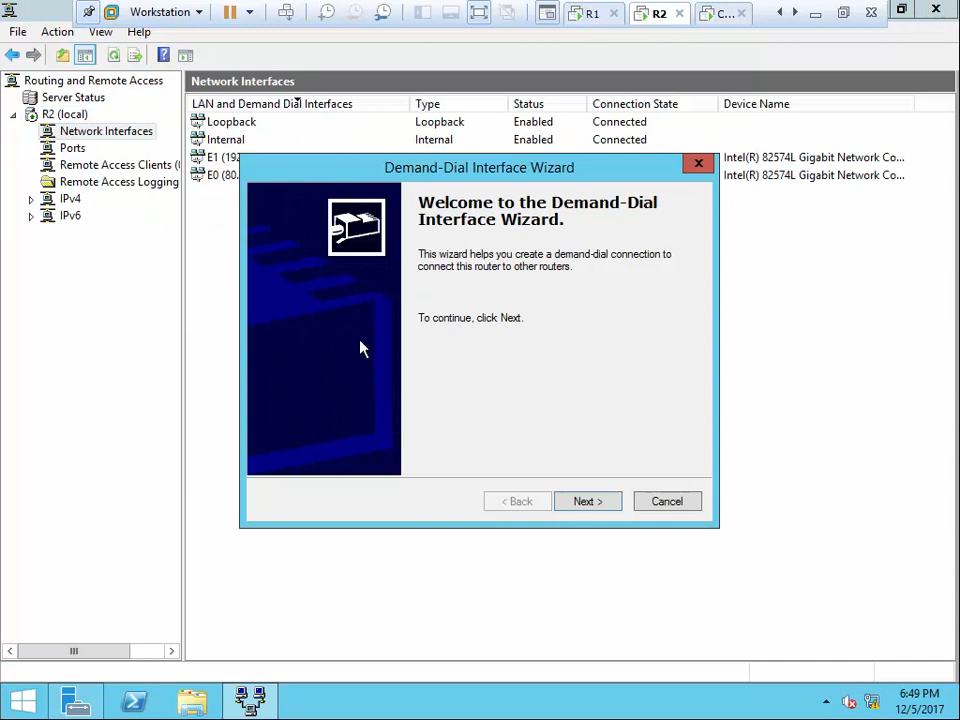 Workstation
R1
R2
C...
File
Action
View
Help
Routing and Remote Access
Server Status
R2 (local)
Network Interfaces
Ports
Remote Access Clients (
Remote Access Logging
IPv4
IPv6
Network Interfaces
LAN and Demand Dial Interfaces
Type
Status
Connection State
Device Name
Loopback
Loopback
Enabled
Connected
Internal
Internal
Enabled
Connected
E1 (192
Intel(R) 82574L Gigabit Network Co...
E0 (80.
Intel(R) 82574L Gigabit Network Co...
Demand-Dial Interface Wizard
Welcome to the Demand-Dial
Interface Wizard.
This wizard helps you create a demand-dial connection to
connect this router to other routers.
To continue, click Next.
< Back
Next >
Cancel
6:49 PM
12/5/2017